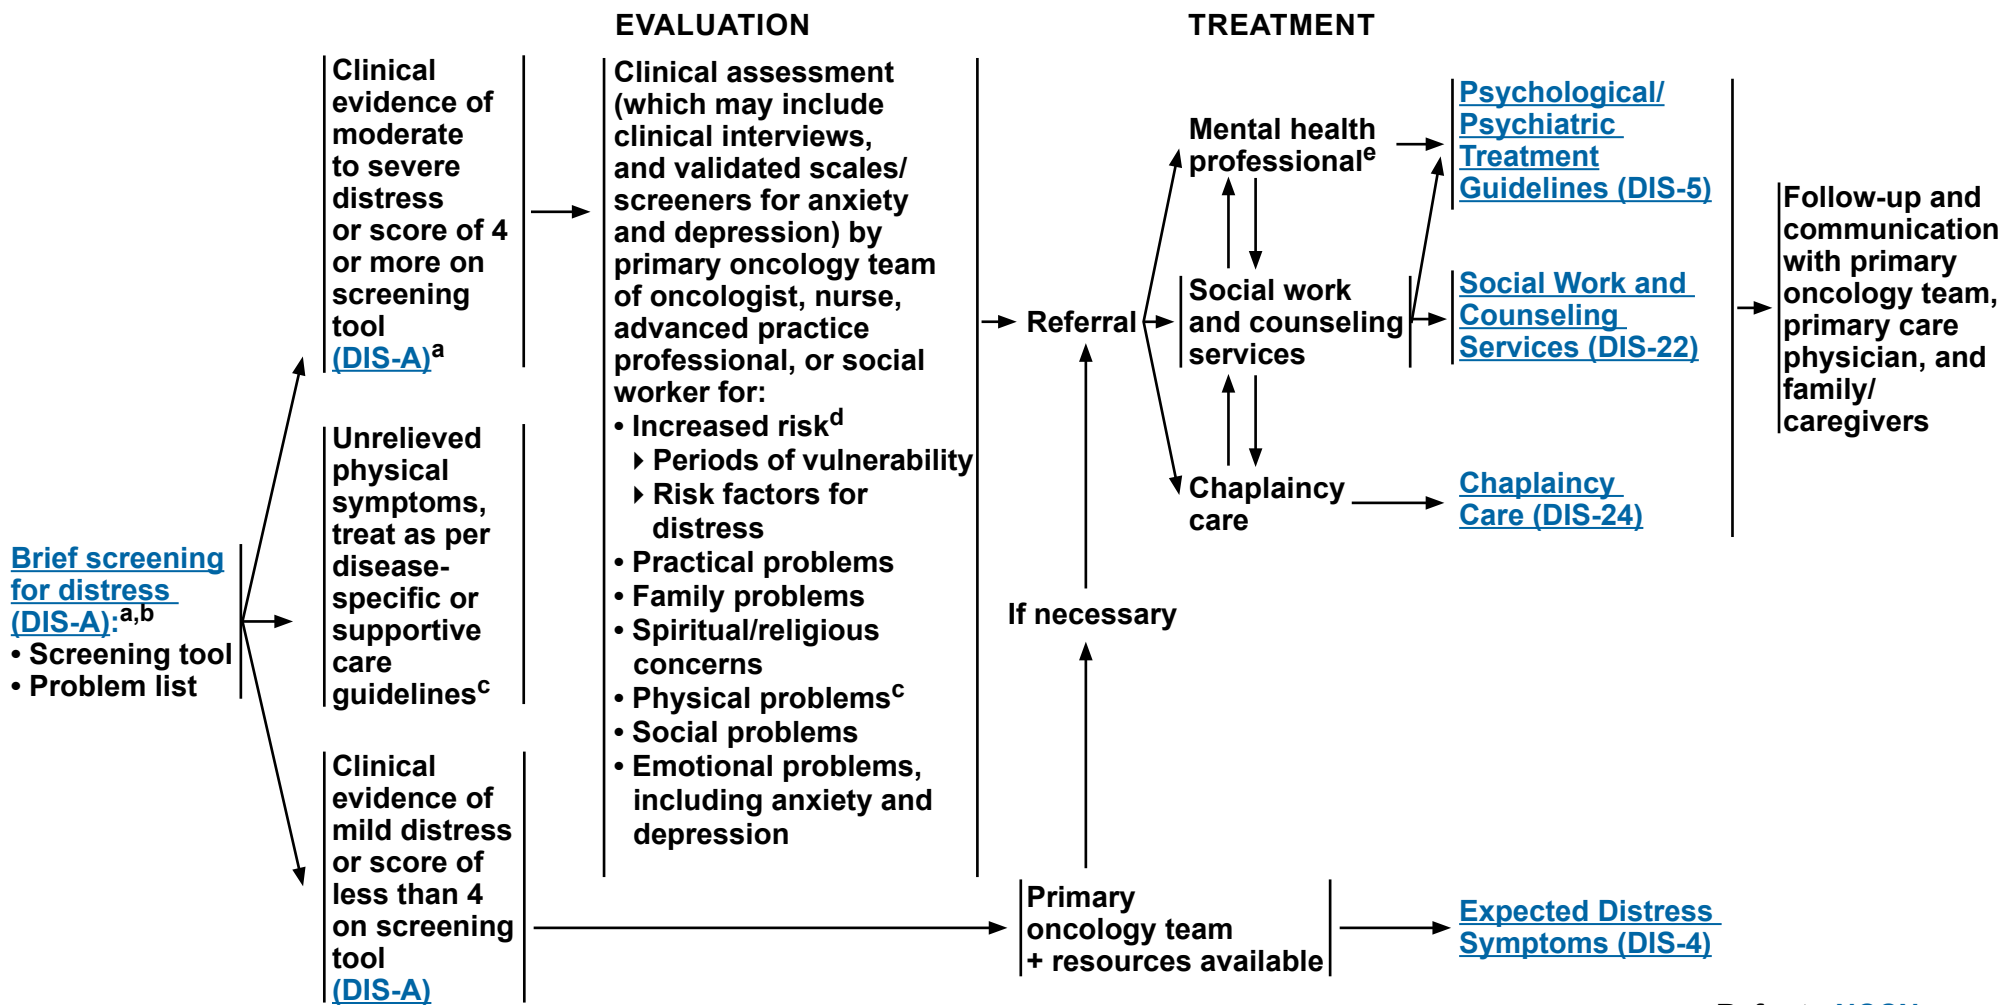 EVALUATION
TREATMENT
Brief screening
for distress
(DIS-A):a,b
• Screening tool
• Problem list
Clinical
evidence of
moderate
to severe
distress
or score of 4
or more on
screening
tool
(DIS-A)a
Unrelieved
physical
symptoms,
treat as per
disease-
specific or
supportive
care
guidelinesc
Clinical
evidence of
mild distress
or score of
less than 4
on screening
tool
(DIS-A)
Clinical assessment
(which may include
clinical interviews,
and validated scales/
screeners for anxiety
and depression) by
primary oncology team
of oncologist, nurse,
advanced practice
professional, or social
worker for:
• Increased riskd
▸ Periods of vulnerability
▸ Risk factors for
distress
• Practical problems
• Family problems
• Spiritual/religious
concerns
• Physical problemsc
• Social problems
• Emotional problems,
including anxiety and
depression
Referral
If necessary
Primary
oncology team
+ resources available
Mental health
professionale
Social work
and counseling
services
Chaplaincy
care
Psychological/
Psychiatric
Treatment
Guidelines (DIS-5)
Social Work and
Counseling
Services (DIS-22)
Chaplaincy
Care (DIS-24)
Expected Distress
Symptoms (DIS-4)
Follow-up and
communication
with primary
oncology team,
primary care
physician, and
family/
caregivers